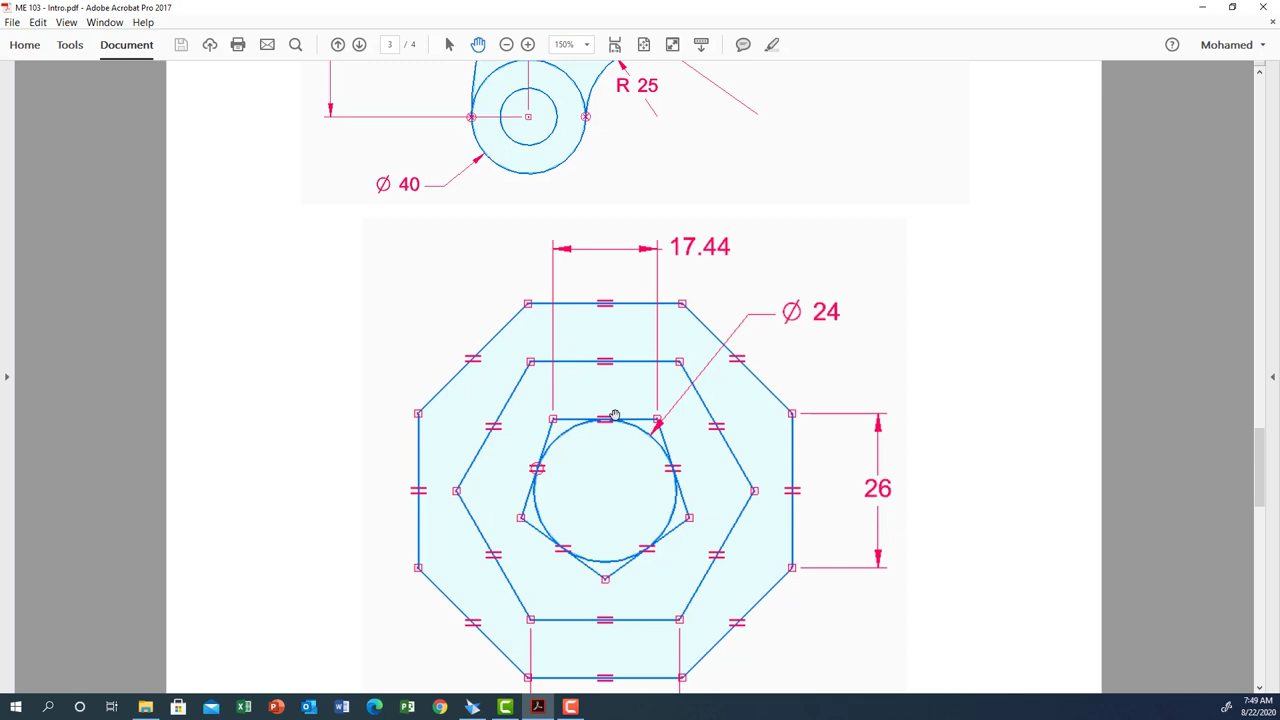 ME 103 - Intro.pdf - Adobe Acrobat Pro 2017
File Edit View Window Help
Home Tools Document 3 / 4 150% Mohamed
R 25
Ø 40
17.44
Ø 24
26
7:49 AM
8/22/2020